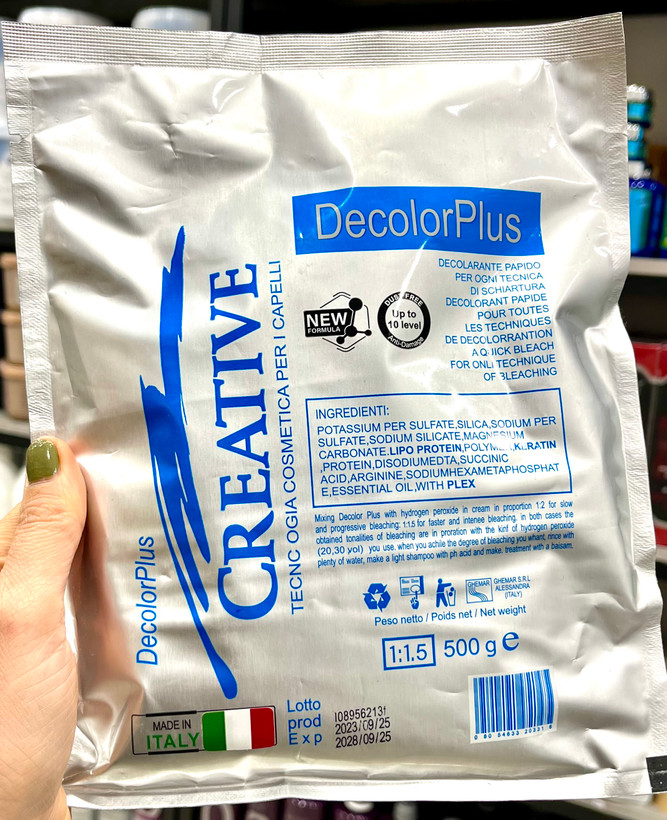 DecolorPlus
DECOLARANTE PAPIDO
PER OGNI TECNICA
DI SCHIARTURA
DECOLORANT PAPIDE
POUR TOUTES
LES TECHNIQUES
DE DECOLORRANTION
A QUICK BLEACH
FOR ONLI TECHNIQUE
OF BLEACHING
NEW
FORMULA
DUST FREE
Up to
10 level
Anti-Damage
INGREDIENTI:
POTASSIUM PER SULFATE,SILICA,SODIUM PER
SULFATE,SODIUM SILICATE,MAGNESIUM
CARBONATE,LIPO PROTEIN,KERATIN
,PROTEIN,DISODIUMEDTA,SUCCINIC
ACID,ARGININE,SODIUMHEXAMETAPHOSPHAT
E,ESSENTIAL OIL,WITH PLEX
Mixing Decolor Plus with hydrogen peroxide in cream in proportion 1:2 for slow
and progressive bleaching: 1:1.5 for faster and intenee bleaching. in both cases the
obtained tonalities of bleaching are in proration with the kinf of hydrogen peroxide
(20,30 vol) you use. when you achile the degree of bleaching you whant, rince with
plenty of water, make a light shampoo with ph acid and make. treatment with a balsam.
GHEMAR
GHEMAR S.R.L
ALESSANDRA
(ITALY)
Peso netto / Poids net / Net weight
1:1.5 500 g e
CREATIVE
TECNO OGIA COSMETICA PER I CAPELLI
DecolorPlus
MADE IN
ITALY
Lotto
prod 2023/09/25
Exp 2028/09/25